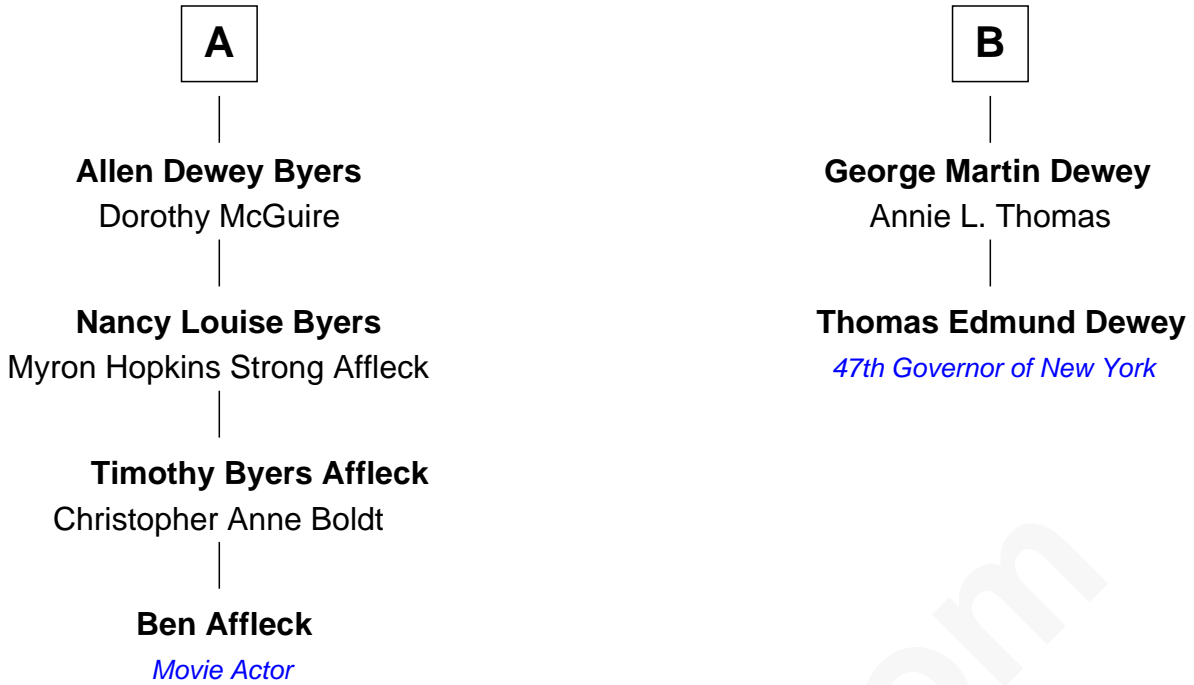 A
Allen Dewey Byers
Dorothy McGuire
Nancy Louise Byers
Myron Hopkins Strong Affleck
Timothy Byers Affleck
Christopher Anne Boldt
Ben Affleck
Movie Actor
B
George Martin Dewey
Annie L. Thomas
Thomas Edmund Dewey
47th Governor of New York
om